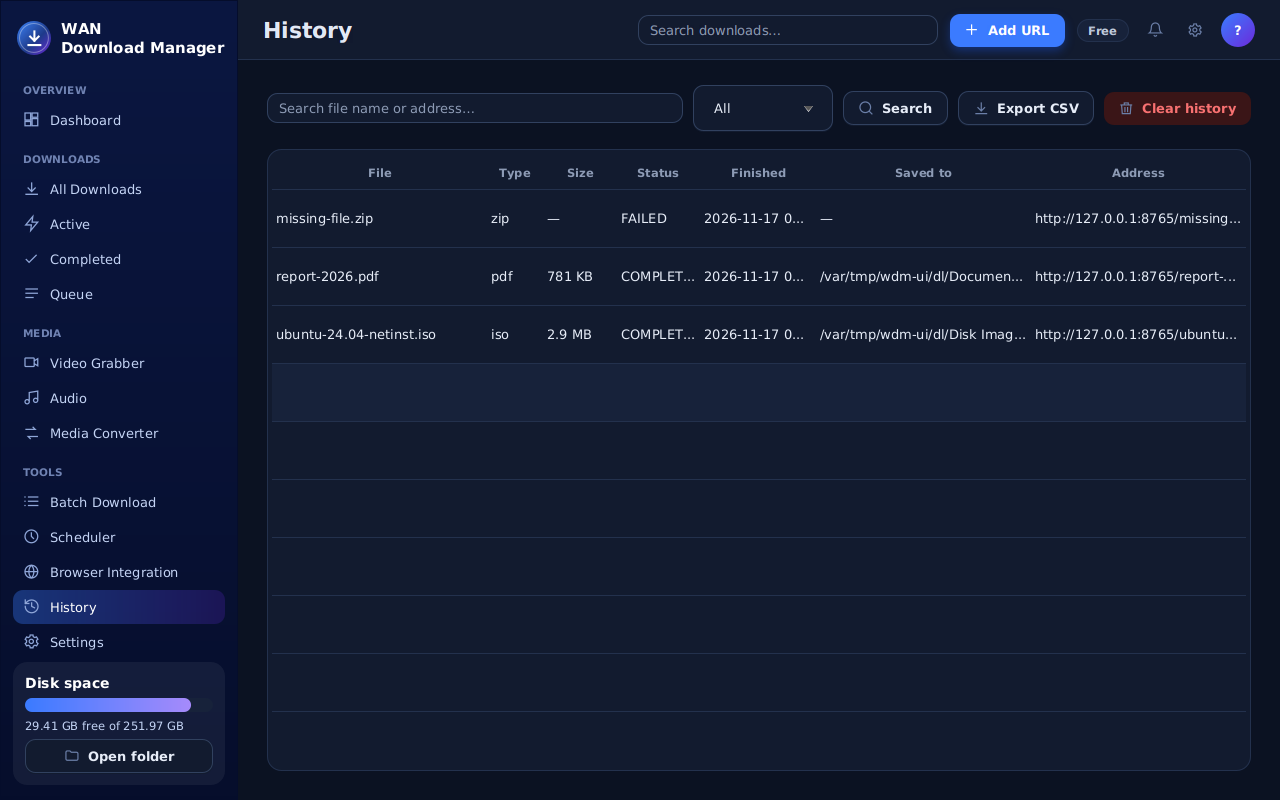 WAN
Download Manager
OVERVIEW
Dashboard
DOWNLOADS
All Downloads
Active
Completed
Queue
MEDIA
Video Grabber
Audio
Media Converter
TOOLS
Batch Download
Scheduler
Browser Integration
History
Settings
Disk space
29.41 GB free of 251.97 GB
Open folder
History
Search downloads...
Add URL
Free
?
Search file name or address...
All
Search
Export CSV
Clear history
File Type Size Status Finished Saved to Address
missing-file.zip zip — FAILED 2026-11-17 0... — http://127.0.0.1:8765/missing...
report-2026.pdf pdf 781 KB COMPLET... 2026-11-17 0... /var/tmp/wdm-ui/dl/Documen... http://127.0.0.1:8765/report-...
ubuntu-24.04-netinst.iso iso 2.9 MB COMPLET... 2026-11-17 0... /var/tmp/wdm-ui/dl/Disk Imag... http://127.0.0.1:8765/ubuntu...